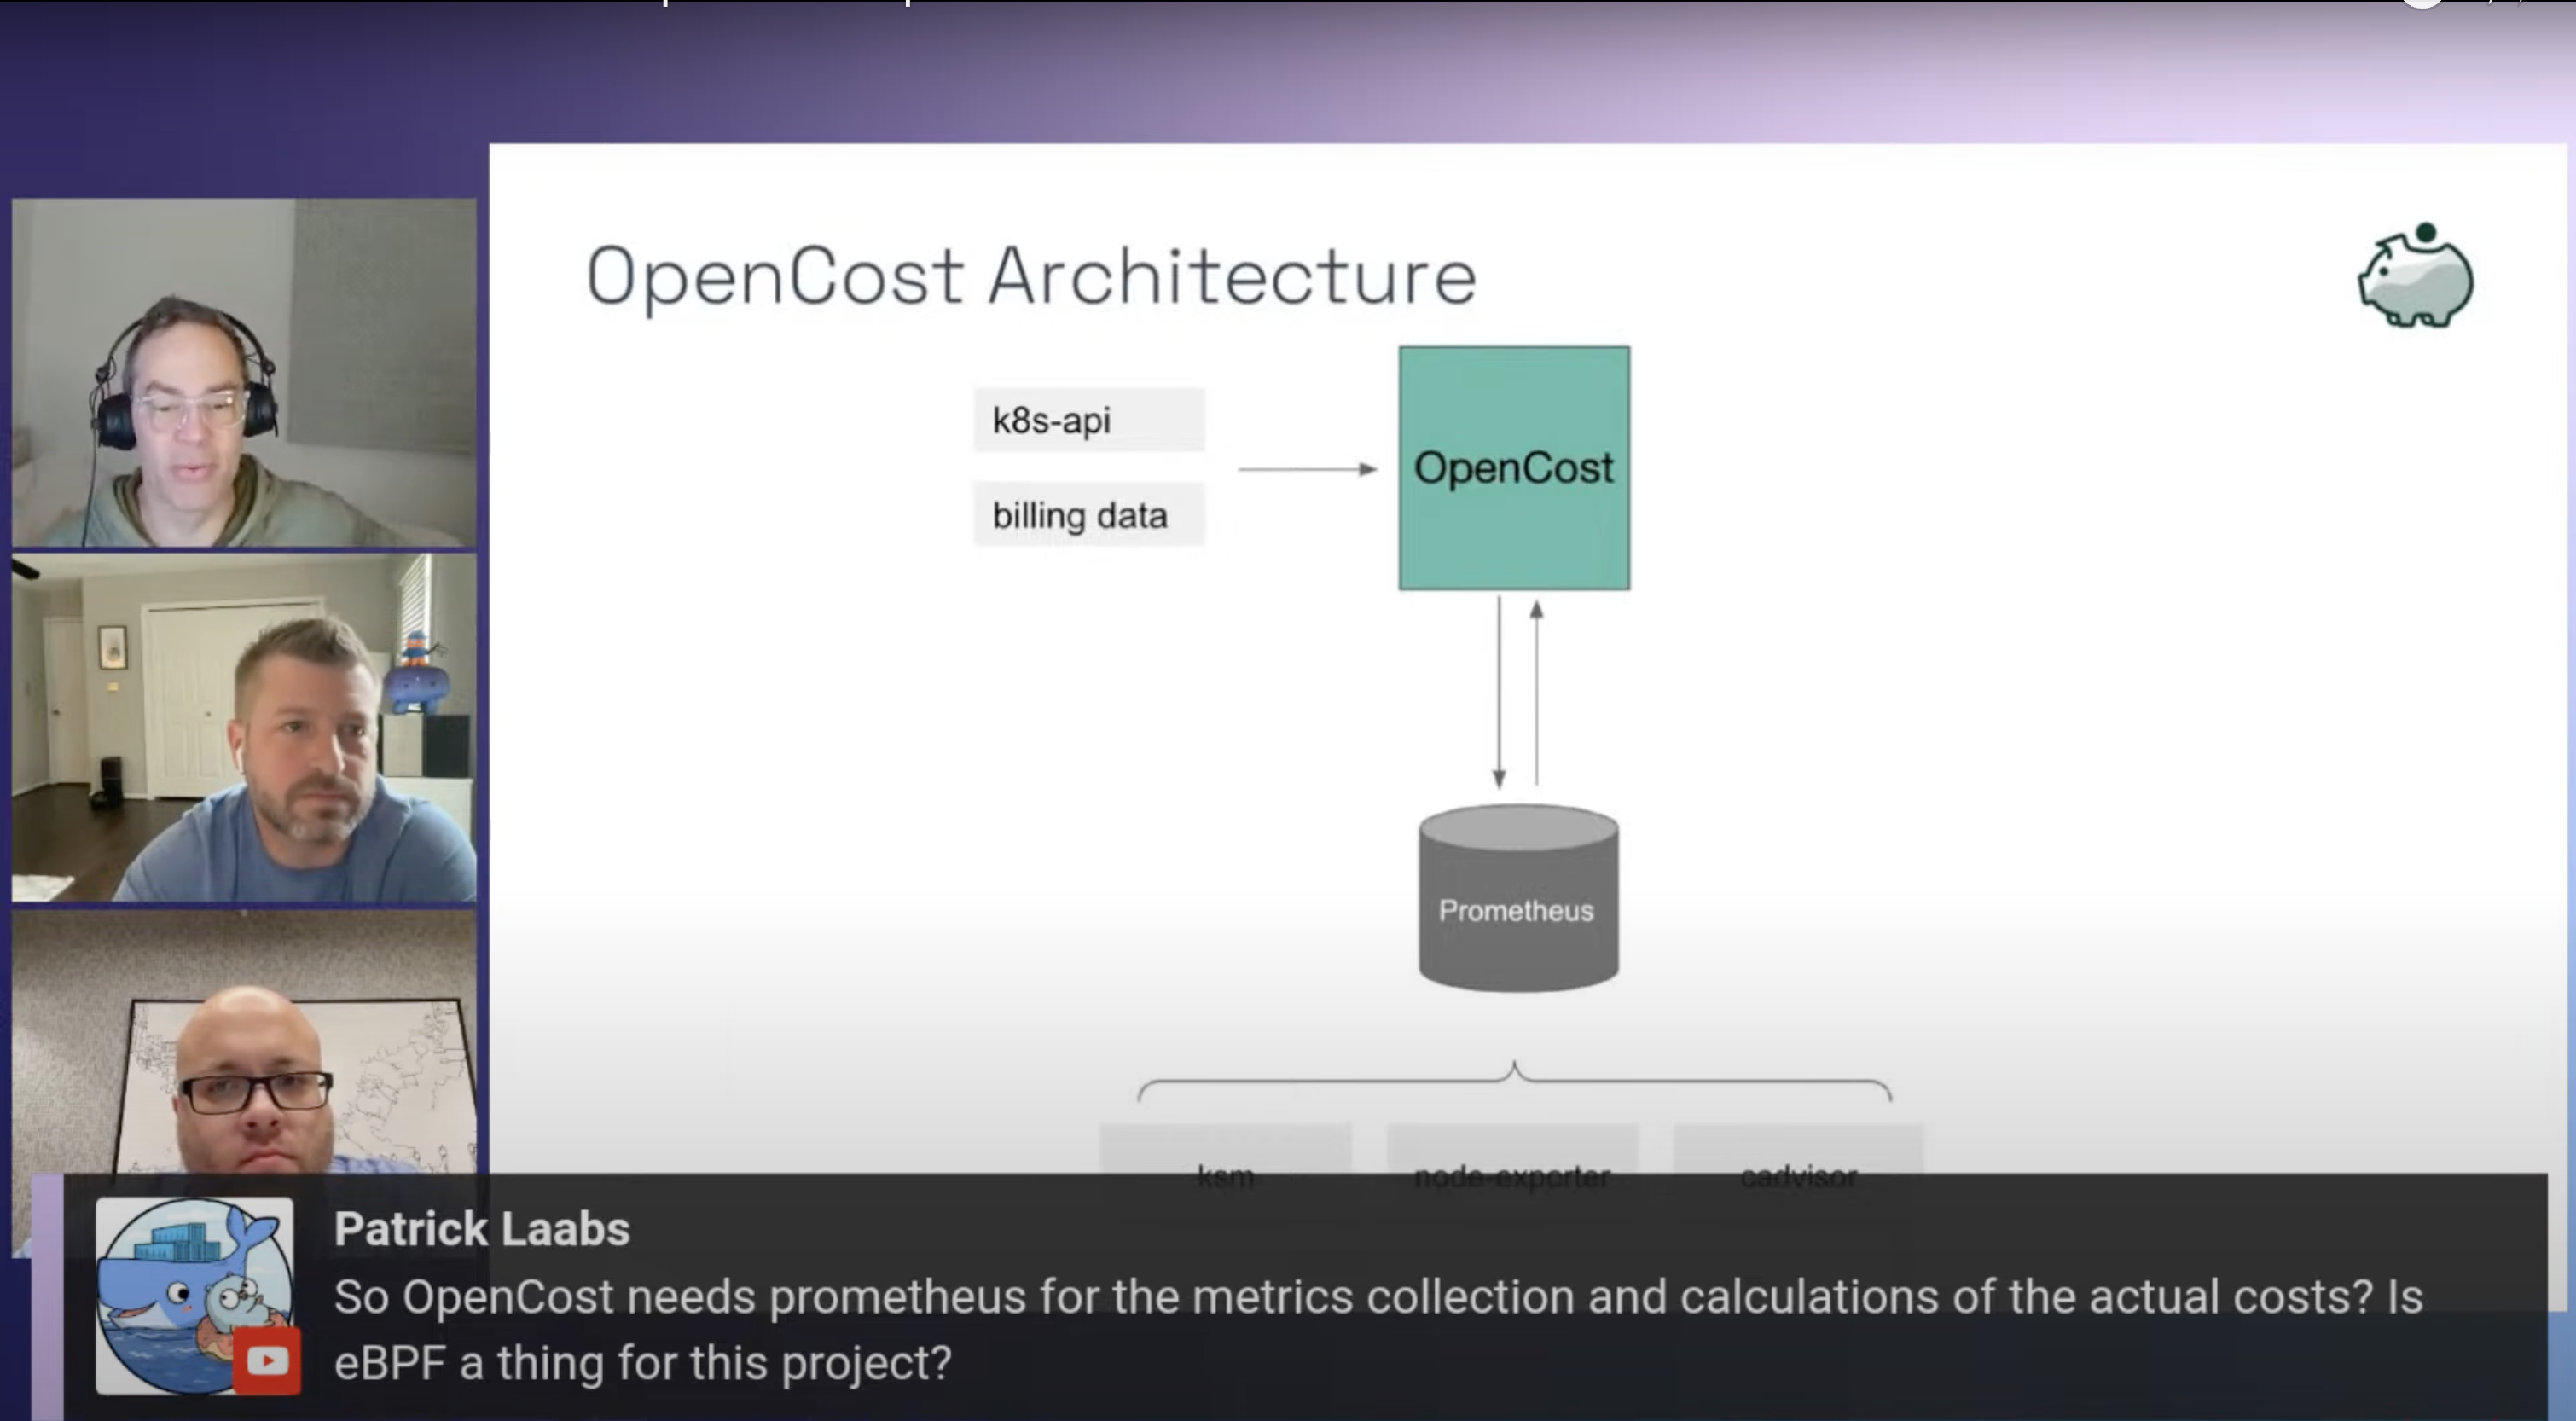 OpenCost Architecture
k8s-api
billing data
OpenCost
Prometheus
ksm
node-exporter
cadvisor
Patrick Laabs
So OpenCost needs prometheus for the metrics collection and calculations of the actual costs? Is
eBPF a thing for this project?